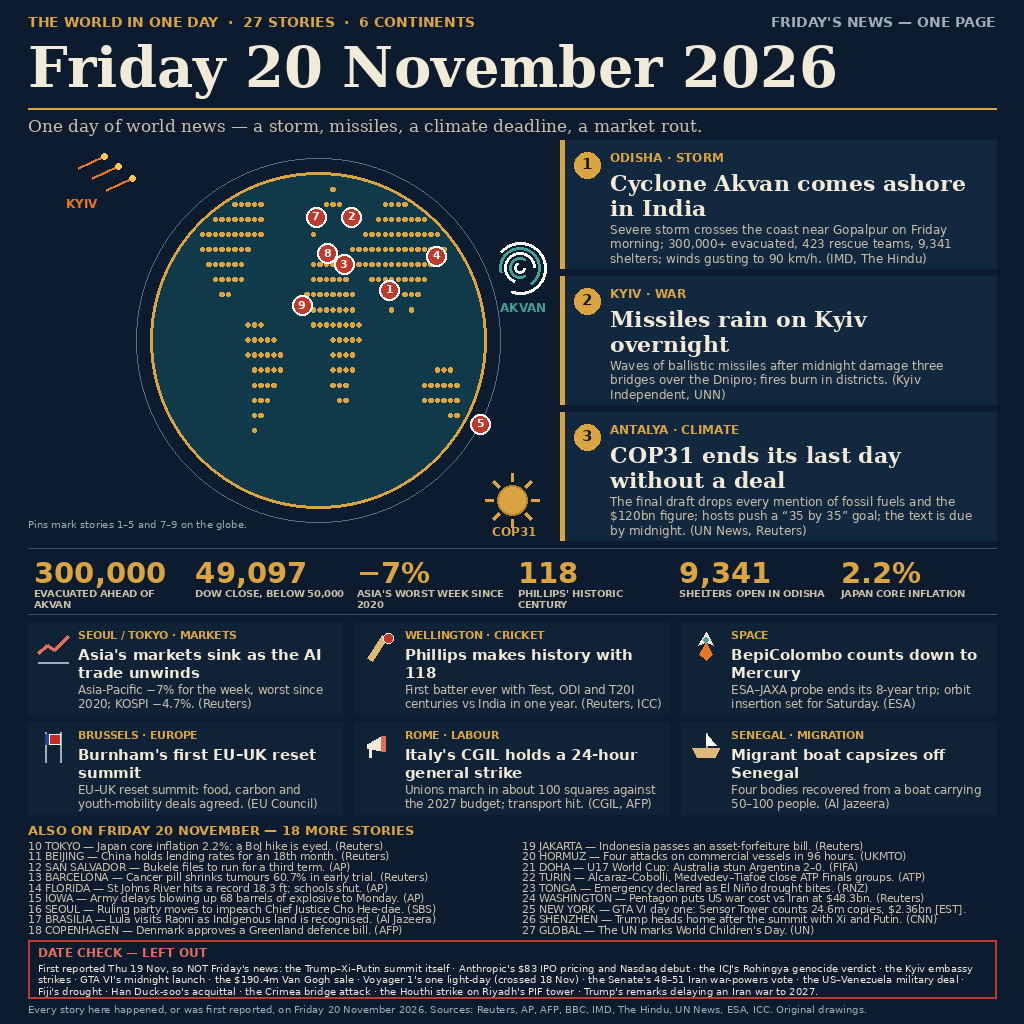 THE WORLD IN ONE DAY · 27 STORIES · 6 CONTINENTS
FRIDAY'S NEWS — ONE PAGE
Friday 20 November 2026
One day of world news — a storm, missiles, a climate deadline, a market rout.
KYIV
7
2
8
3
4
1
9
5
AKVAN
COP31
Pins mark stories 1–5 and 7–9 on the globe.
1
ODISHA · STORM
Cyclone Akvan comes ashore
in India
Severe storm crosses the coast near Gopalpur on Friday
morning; 300,000+ evacuated, 423 rescue teams, 9,341
shelters; winds gusting to 90 km/h. (IMD, The Hindu)
2
KYIV · WAR
Missiles rain on Kyiv
overnight
Waves of ballistic missiles after midnight damage three
bridges over the Dnipro; fires burn in districts. (Kyiv
Independent, UNN)
3
ANTALYA · CLIMATE
COP31 ends its last day
without a deal
The final draft drops every mention of fossil fuels and the
$120bn figure; hosts push a “35 by 35” goal; the text is due
by midnight. (UN News, Reuters)
300,000
EVACUATED AHEAD OF
AKVAN
49,097
DOW CLOSE, BELOW 50,000
−7%
ASIA'S WORST WEEK SINCE
2020
118
PHILLIPS' HISTORIC
CENTURY
9,341
SHELTERS OPEN IN ODISHA
2.2%
JAPAN CORE INFLATION
SEOUL / TOKYO · MARKETS
Asia's markets sink as the AI
trade unwinds
Asia-Pacific −7% for the week, worst since
2020; KOSPI −4.7%. (Reuters)
WELLINGTON · CRICKET
Phillips makes history with
118
First batter ever with Test, ODI and T20I
centuries vs India in one year. (Reuters, ICC)
SPACE
BepiColombo counts down to
Mercury
ESA–JAXA probe ends its 8-year trip; orbit
insertion set for Saturday. (ESA)
BRUSSELS · EUROPE
Burnham's first EU–UK reset
summit
EU–UK reset summit: food, carbon and
youth-mobility deals agreed. (EU Council)
ROME · LABOUR
Italy's CGIL holds a 24-hour
general strike
Unions march in about 100 squares against
the 2027 budget; transport hit. (CGIL, AFP)
SENEGAL · MIGRATION
Migrant boat capsizes off
Senegal
Four bodies recovered from a boat carrying
50–100 people. (Al Jazeera)
ALSO ON FRIDAY 20 NOVEMBER — 18 MORE STORIES
10 TOKYO — Japan core inflation 2.2%; a BoJ hike is eyed. (Reuters)
11 BEIJING — China holds lending rates for an 18th month. (Reuters)
12 SAN SALVADOR — Bukele files to run for a third term. (AP)
13 BARCELONA — Cancer pill shrinks tumours 60.7% in early trial. (Reuters)
14 FLORIDA — St Johns River hits a record 18.3 ft; schools shut. (AP)
15 IOWA — Army delays blowing up 68 barrels of explosive to Monday. (AP)
16 SEOUL — Ruling party moves to impeach Chief Justice Cho Hee-dae. (SBS)
17 BRASILIA — Lula visits Raoni as Indigenous land is recognised. (Al Jazeera)
18 COPENHAGEN — Denmark approves a Greenland defence bill. (AFP)
19 JAKARTA — Indonesia passes an asset-forfeiture bill. (Reuters)
20 HORMUZ — Four attacks on commercial vessels in 96 hours. (UKMTO)
21 DOHA — U17 World Cup: Australia stun Argentina 2–0. (FIFA)
22 TURIN — Alcaraz–Cobolli, Medvedev–Tiafoe close ATP Finals groups. (ATP)
23 TONGA — Emergency declared as El Niño drought bites. (RNZ)
24 WASHINGTON — Pentagon puts US war cost vs Iran at $48.3bn. (Reuters)
25 NEW YORK — GTA VI day one: Sensor Tower counts 24.6m copies, $2.36bn [EST].
26 SHENZHEN — Trump heads home after the summit with Xi and Putin. (CNN)
27 GLOBAL — The UN marks World Children's Day. (UN)
DATE CHECK — LEFT OUT
First reported Thu 19 Nov, so NOT Friday's news: the Trump–Xi–Putin summit itself · Anthropic's $83 IPO pricing and Nasdaq debut · the ICJ's Rohingya genocide verdict · the Kyiv embassy
strikes · GTA VI's midnight launch · the $190.4m Van Gogh sale · Voyager 1's one light-day (crossed 18 Nov) · the Senate's 48–51 Iran war-powers vote · the US–Venezuela military deal ·
Fiji's drought · Han Duck-soo's acquittal · the Crimea bridge attack · the Houthi strike on Riyadh's PIF tower · Trump's remarks delaying an Iran war to 2027.
Every story here happened, or was first reported, on Friday 20 November 2026. Sources: Reuters, AP, AFP, BBC, IMD, The Hindu, UN News, ESA, ICC. Original drawings.